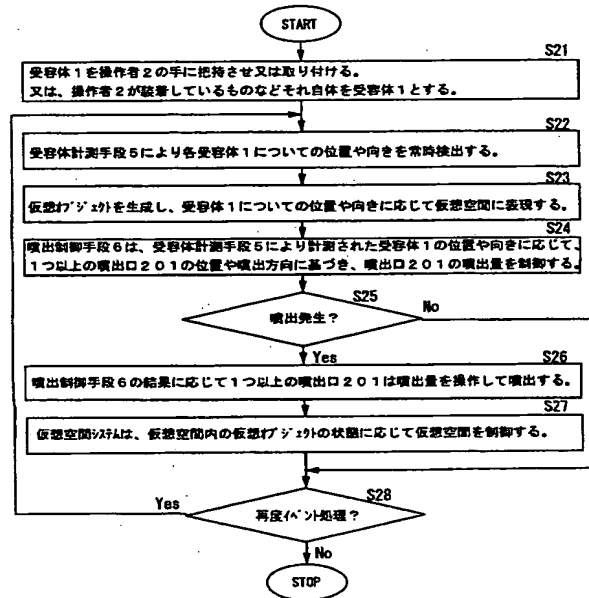 START
S21
受容体1を操作者2の手に把持させ又は取り付ける。
又は、操作者2が装着しているものなどそれ自体を受容体1とする。
S22
受容体計測手段5により各受容体1についての位置や向きを常時検出する。
S23
仮想オブジェクトを生成し、受容体1についての位置や向きに応じて仮想空間に表現する。
S24
噴出制御手段6は、受容体計測手段5により計測された受容体1の位置や向きに応じて、
1つ以上の噴出口201の位置や噴出方向に基づき、噴出口201の噴出量を制御する。
S25
噴出発生?
No
Yes
S26
噴出制御手段6の結果に応じて1つ以上の噴出口201は噴出量を操作して噴出する。
S27
仮想空間システムは、仮想空間内の仮想オブジェクトの状態に応じて仮想空間を制御する。
S28
Yes
再度イベント処理?
No
STOP